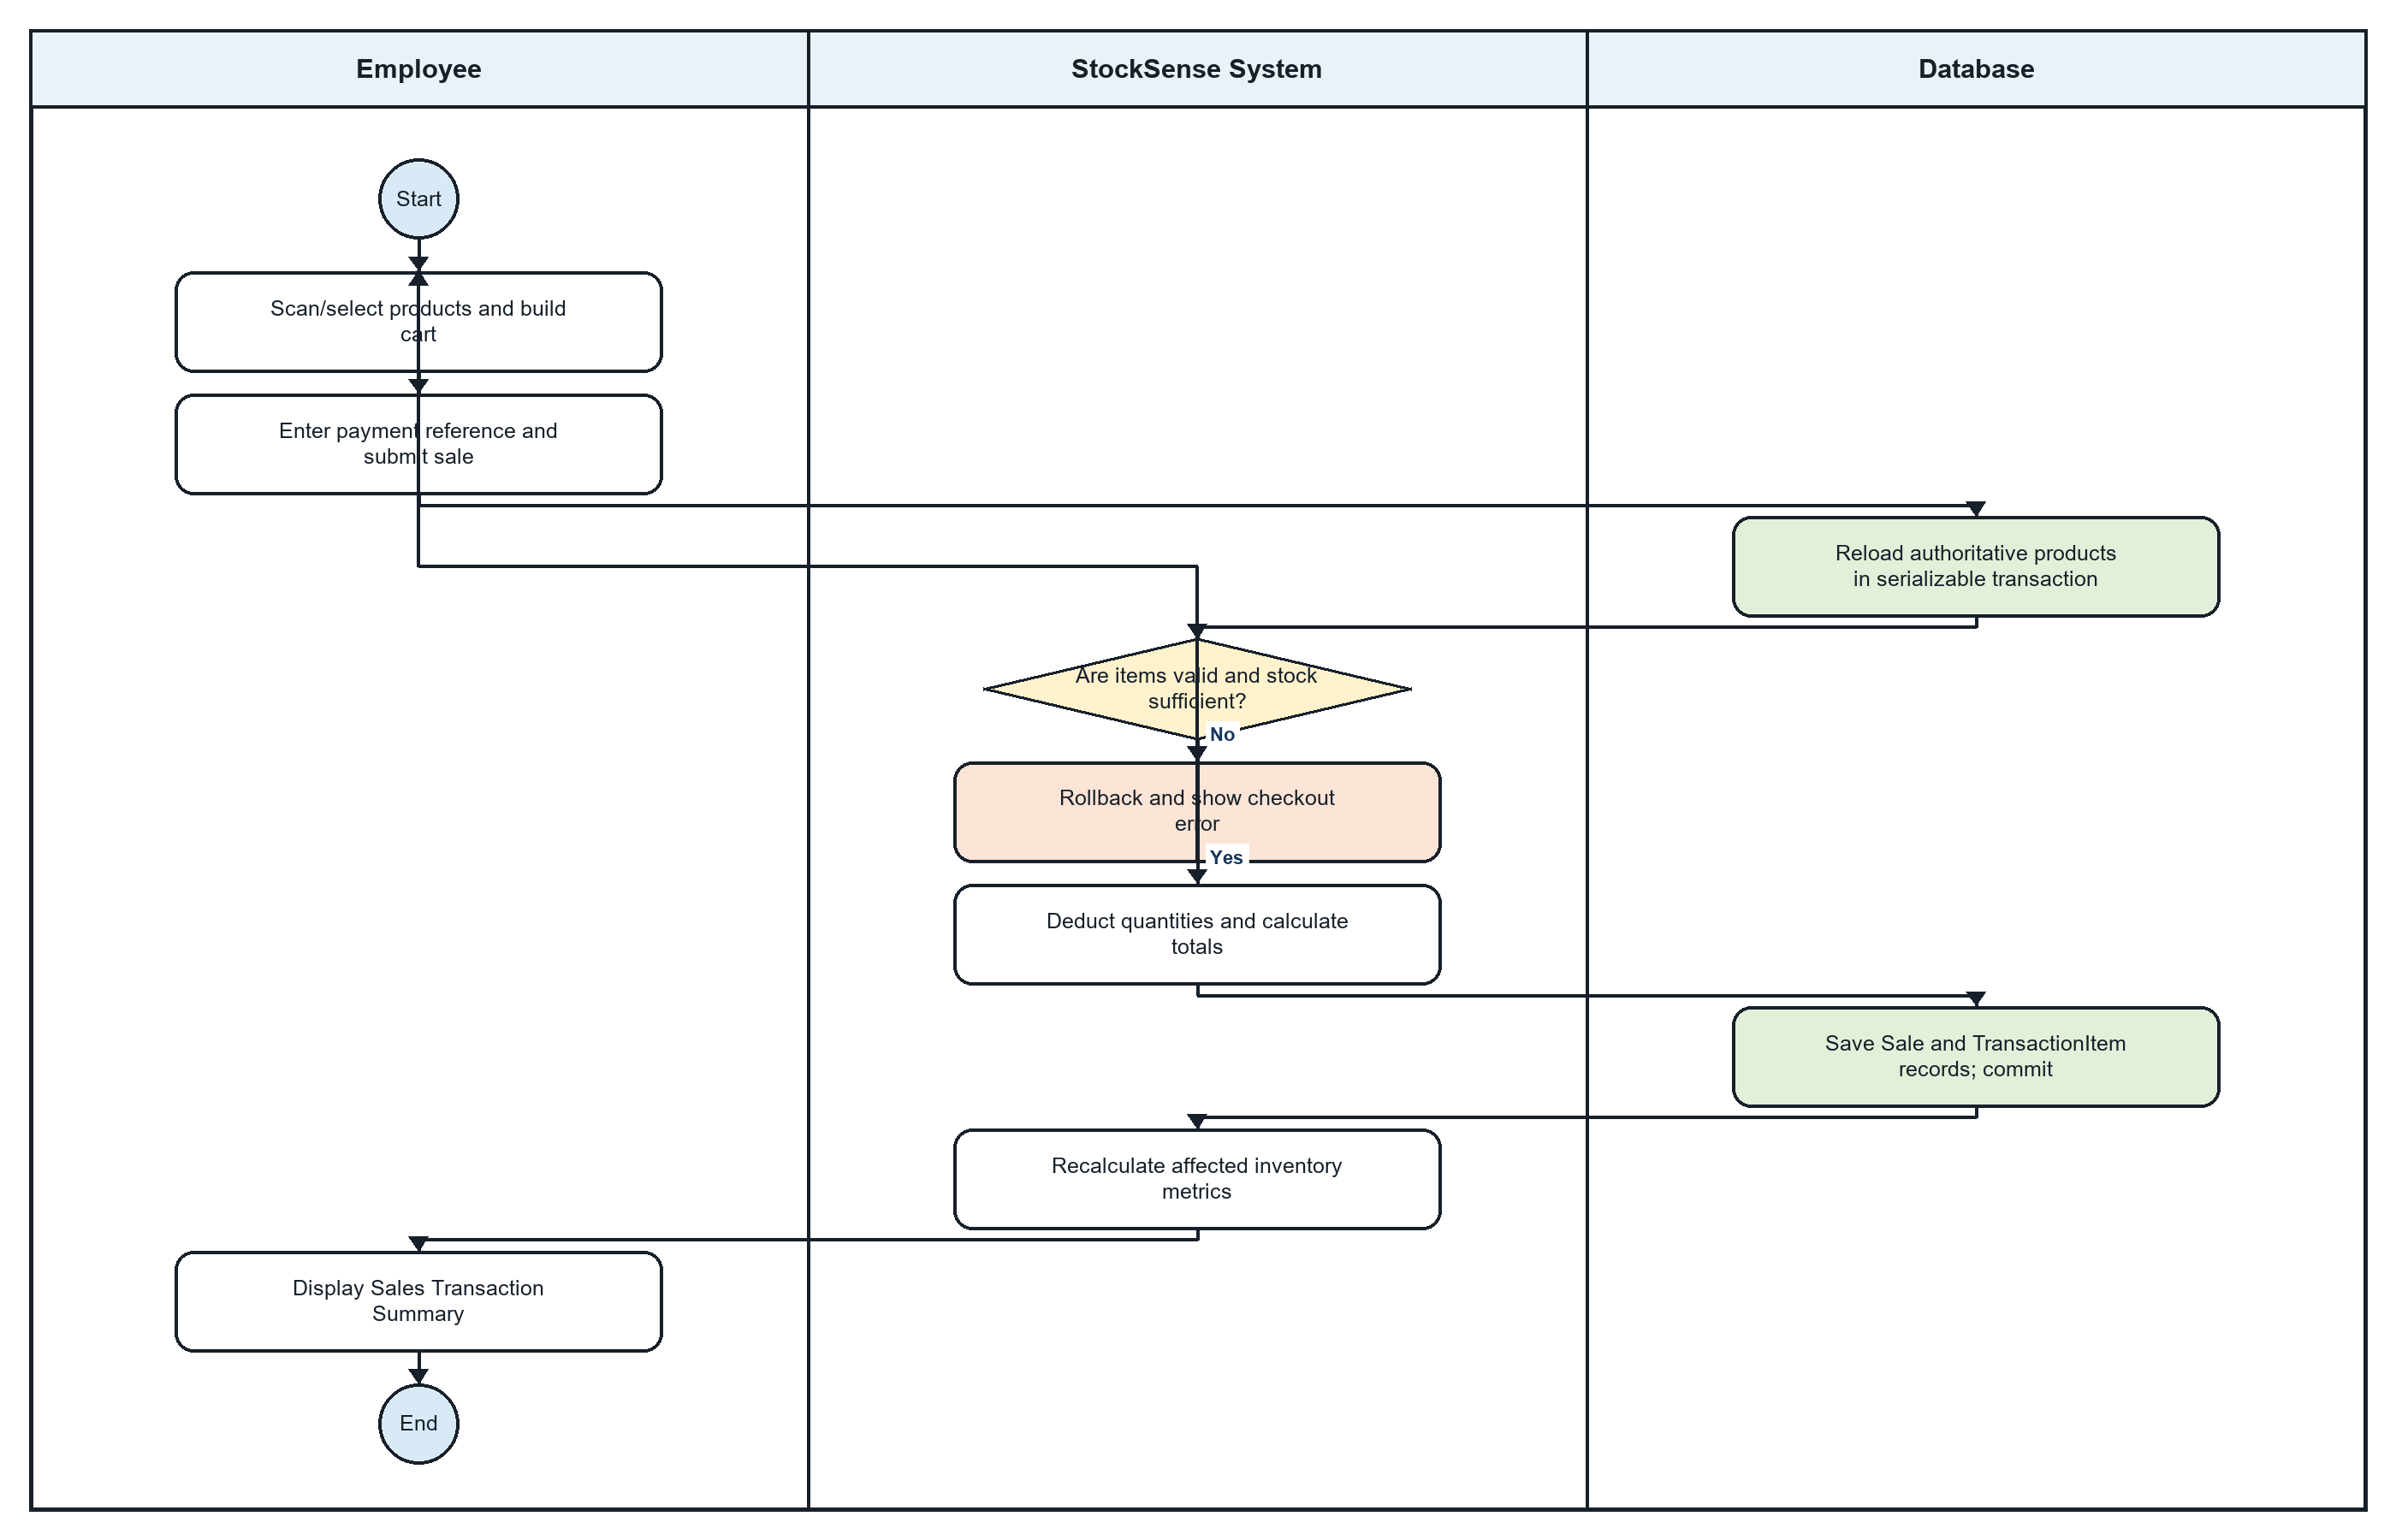 Employee
StockSense System
Database
Start
Scan/select products and build
cart
Enter payment reference and
submit sale
Reload authoritative products
in serializable transaction
Are items valid and stock
sufficient?
No
Rollback and show checkout
error
Yes
Deduct quantities and calculate
totals
Save Sale and TransactionItem
records; commit
Recalculate affected inventory
metrics
Display Sales Transaction
Summary
End